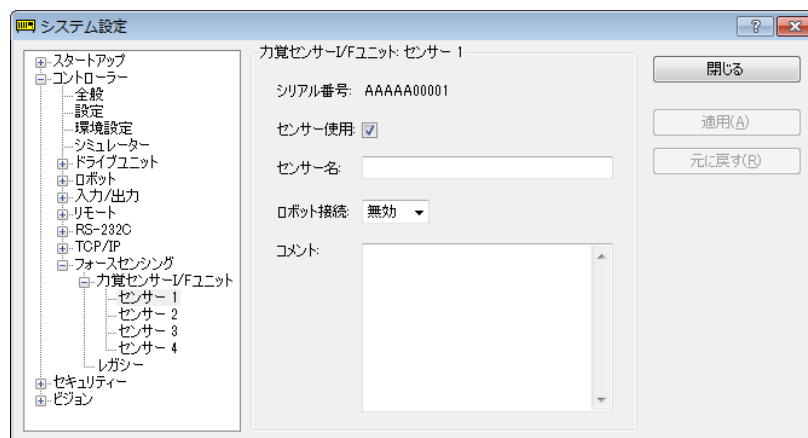 システム設定
スタートアップ
コントローラー
全般
設定
環境設定
シミュレーター
ドライブユニット
ロボット
入力/出力
リモート
RS-232C
TCP/IP
フォースセンシング
力覚センサーI/Fユニット
センサー 1
センサー 2
センサー 3
センサー 4
レガシー
セキュリティー
ビジョン
力覚センサーI/Fユニット: センサー 1
シリアル番号: AAAAA00001
センサー使用:
センサー名:
ロボット接続: 無効
コメント:
閉じる
適用(A)
元に戻す(R)